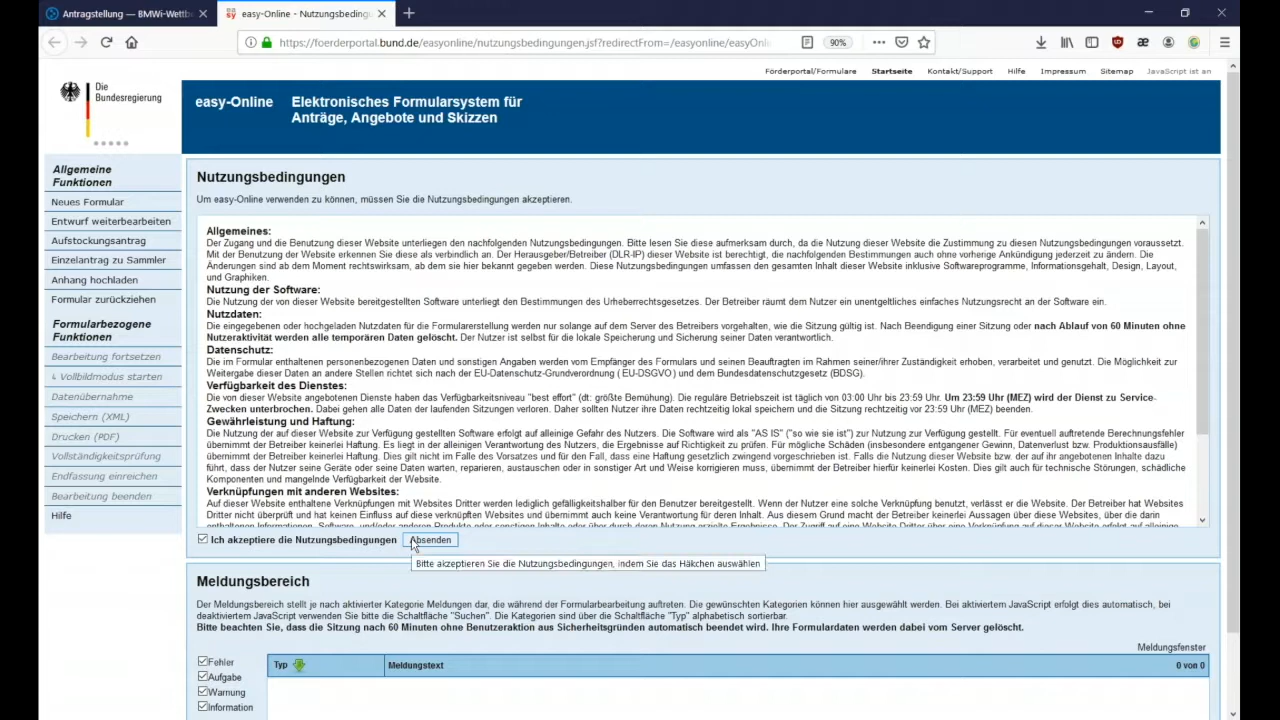 Antragstellung — BMWi-Wettb
easy-Online - Nutzungsbedingung
https://foerderportal.bund.de/easyonline/nutzungsbedingungen.jsf?redirectFrom=/easyonline/easyOnli
90%
Förderportal/Formulare Startseite Kontakt/Support Hilfe Impressum Sitemap JavaScript ist an
Die
Bundesregierung
easy-Online Elektronisches Formularsystem für
Anträge, Angebote und Skizzen
Allgemeine
Funktionen
Neues Formular
Entwurf weiterbearbeiten
Aufstockungsantrag
Einzelantrag zu Sammler
Anhang hochladen
Formular zurückziehen
Formularbezogene
Funktionen
Bearbeitung fortsetzen
↳ Vollbildmodus starten
Datenübernahme
Speichern (XML)
Drucken (PDF)
Vollständigkeitsprüfung
Endfassung einreichen
Bearbeitung beenden
Hilfe
Nutzungsbedingungen
Um easy-Online verwenden zu können, müssen Sie die Nutzungsbedingungen akzeptieren.
Allgemeines:
Der Zugang und die Benutzung dieser Website unterliegen den nachfolgenden Nutzungsbedingungen. Bitte lesen Sie diese aufmerksam durch, da die Nutzung dieser Website die Zustimmung zu diesen Nutzungsbedingungen voraussetzt.
Mit der Benutzung der Website erkennen Sie diese als verbindlich an. Der Herausgeber/Betreiber (DLR-IP) dieser Website ist berechtigt, die nachfolgenden Bestimmungen auch ohne vorherige Ankündigung jederzeit zu ändern. Die
Änderungen sind ab dem Moment rechtswirksam, ab dem sie hier bekannt gegeben werden. Diese Nutzungsbedingungen umfassen den gesamten Inhalt dieser Website inklusive Softwareprogramme, Informationsgehalt, Design, Layout,
und Graphiken.
Nutzung der Software:
Die Nutzung der von dieser Website bereitgestellten Software unterliegt den Bestimmungen des Urheberrechtsgesetzes. Der Betreiber räumt dem Nutzer ein unentgeltliches einfaches Nutzungsrecht an der Software ein.
Nutzdaten:
Die eingegebenen oder hochgeladen Nutzdaten für die Formularerstellung werden nur solange auf dem Server des Betreibers vorgehalten, wie die Sitzung gültig ist. Nach Beendigung einer Sitzung oder nach Ablauf von 60 Minuten ohne
Nutzeraktivität werden alle temporären Daten gelöscht. Der Nutzer ist selbst für die lokale Speicherung und Sicherung seiner Daten verantwortlich.
Datenschutz:
Die im Formular enthaltenen personenbezogenen Daten und sonstigen Angaben werden vom Empfänger des Formulars und seinen Beauftragten im Rahmen seiner/ihrer Zuständigkeit erhoben, verarbeitet und genutzt. Die Möglichkeit zur
Weitergabe dieser Daten an andere Stellen richtet sich nach der EU-Datenschutz-Grundverordnung ( EU-DSGVO ) und dem Bundesdatenschutzgesetz (BDSG).
Verfügbarkeit des Dienstes:
Die von dieser Website angebotenen Dienste haben das Verfügbarkeitsniveau "best effort" (dt: größte Bemühung). Die reguläre Betriebszeit ist täglich von 03:00 Uhr bis 23:59 Uhr. Um 23:59 Uhr (MEZ) wird der Dienst zu Service-
Zwecken unterbrochen. Dabei gehen alle Daten der laufenden Sitzungen verloren. Daher sollten Nutzer ihre Daten rechtzeitig lokal speichern und die Sitzung rechtzeitig vor 23:59 Uhr (MEZ) beenden.
Gewährleistung und Haftung:
Die Nutzung der auf dieser Website zur Verfügung gestellten Software erfolgt auf alleinige Gefahr des Nutzers. Die Software wird als "AS IS" ("so wie sie ist") zur Nutzung zur Verfügung gestellt. Für eventuell auftretende Berechnungsfehler
übernimmt der Betreiber keinerlei Haftung. Es liegt in der alleinigen Verantwortung des Nutzers, die Ergebnisse auf Richtigkeit zu prüfen. Für mögliche Schäden (insbesondere entgangener Gewinn, Datenverlust bzw. Produktionsausfälle)
übernimmt der Betreiber keinerlei Haftung. Dies gilt nicht im Falle des Vorsatzes und für den Fall, dass eine Haftung gesetzlich zwingend vorgeschrieben ist. Falls die Nutzung dieser Website bzw. der auf ihr angebotenen Inhalte dazu
führt, dass der Nutzer seine Geräte oder seine Daten warten, reparieren, austauschen oder in sonstiger Art und Weise korrigieren muss, übernimmt der Betreiber hierfür keinerlei Kosten. Dies gilt auch für technische Störungen, schädliche
Komponenten und mangelnde Verfügbarkeit der Website.
Verknüpfungen mit anderen Websites:
Auf dieser Website enthaltene Verknüpfungen mit Websites Dritter werden lediglich gefälligkeitshalber für den Benutzer bereitgestellt. Wenn der Nutzer eine solche Verknüpfung benutzt, verlässt er die Website. Der Betreiber hat Websites
Dritter nicht überprüft und hat keinen Einfluss auf diese verknüpften Websites und übernimmt auch keine Verantwortung für deren Inhalt. Aus diesem Grund macht der Betreiber keinerlei Aussagen über diese Websites, über die darin
enthaltenen Informationen, Software, und/oder anderen Produkte oder sonstigen Inhalte oder über durch deren Nutzung erzielte Ergebnisse. Der Zugriff auf eine Website Dritter über eine Verknüpfung auf dieser Website erfolgt auf alleinige
Ich akzeptiere die Nutzungsbedingungen Absenden
Bitte akzeptieren Sie die Nutzungsbedingungen, indem Sie das Häkchen auswählen
Meldungsbereich
Der Meldungsbereich stellt je nach aktivierter Kategorie Meldungen dar, die während der Formularbearbeitung auftreten. Die gewünschten Kategorien können hier ausgewählt werden. Bei aktiviertem JavaScript erfolgt dies automatisch, bei
deaktiviertem JavaScript verwenden Sie bitte die Schaltfläche "Suchen". Die Kategorien sind über die Schaltfläche "Typ" alphabetisch sortierbar.
Bitte beachten Sie, dass die Sitzung nach 60 Minuten ohne Benutzeraktion aus Sicherheitsgründen automatisch beendet wird. Ihre Formulardaten werden dabei vom Server gelöscht.
Meldungsfenster
Fehler
Aufgabe
Warnung
Information
Typ Meldungstext 0 von 0